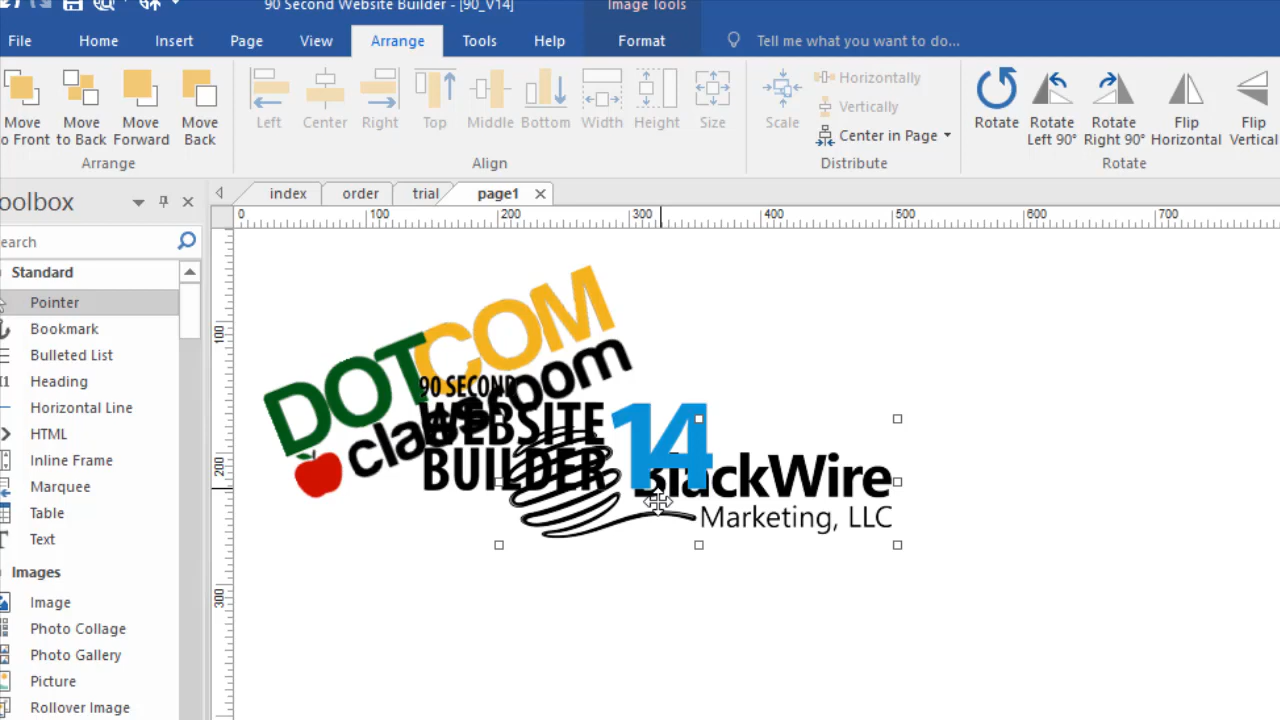 90 Second Website Builder - [90_V14]
Image Tools
File Home Insert Page View Arrange Tools Help Format Tell me what you want to do...
Move o Front
Move to Back
Move Forward
Move Back
Left Center Right Top Middle Bottom Width Height Size
Scale
Horizontally
Vertically
Center in Page
Rotate
Rotate Left 90°
Rotate Right 90°
Flip Horizontal
Flip Vertical
Arrange Align Distribute Rotate
oolbox
index order trial page1
0 100 200 300 400 500 600 700
earch
Standard
Pointer
Bookmark
Bulleted List
H1 Heading
Horizontal Line
HTML
Inline Frame
Marquee
Table
T Text
Images
Image
Photo Collage
Photo Gallery
Picture
Rollover Image
100
200
300
DOTCOM
classroom
90 SECOND
WEBSITE
BUILDER
14
BlackWire
Marketing, LLC